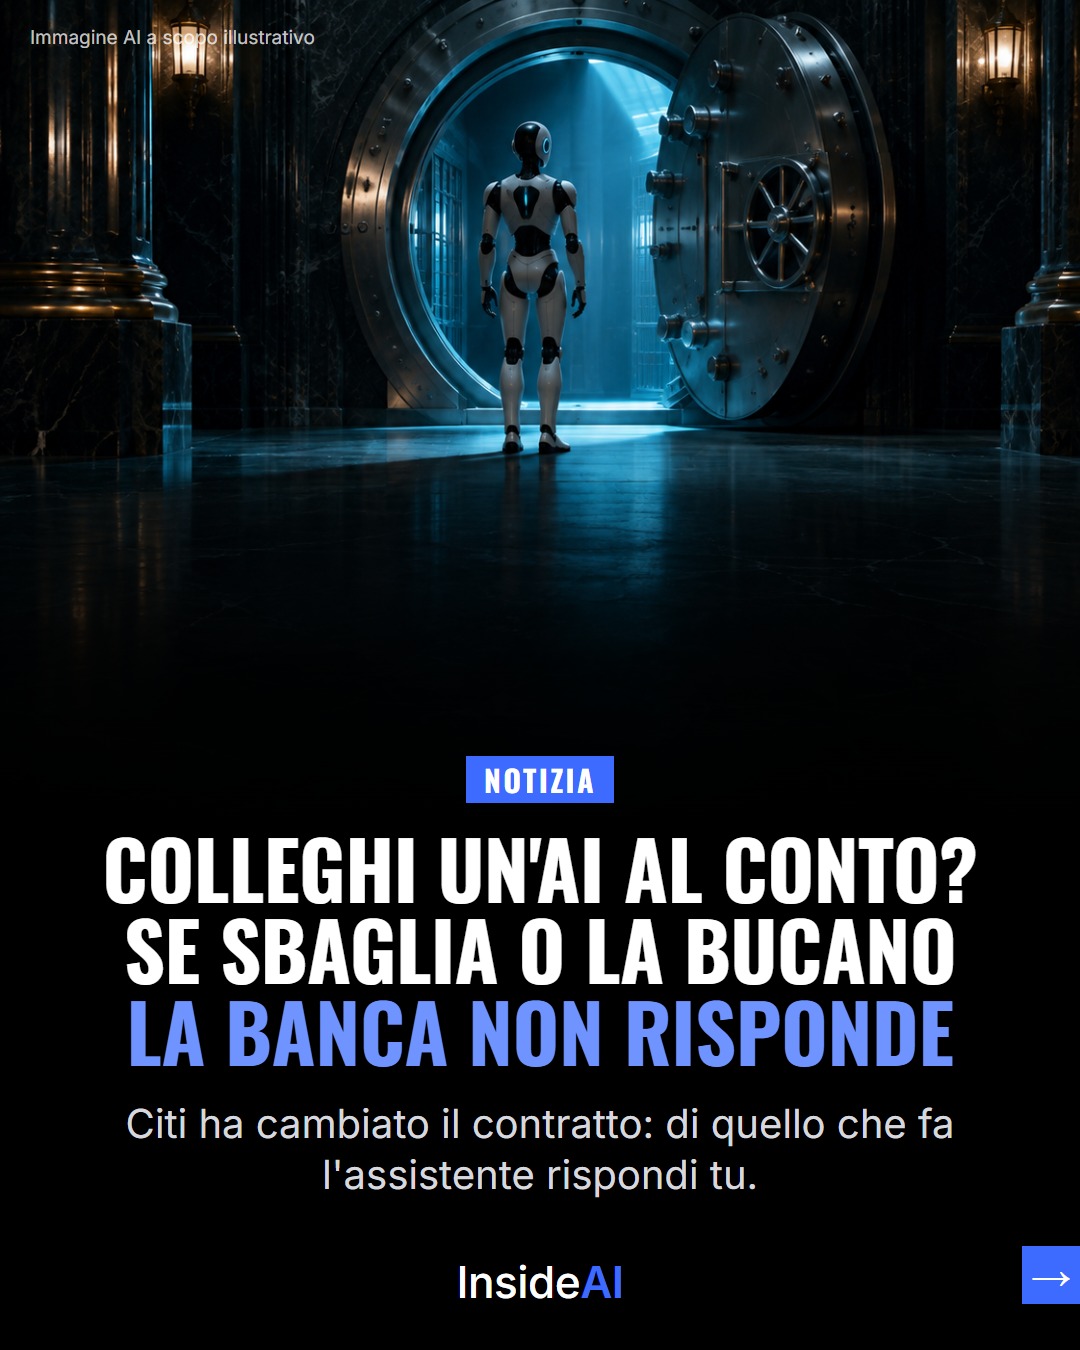 Immagine AI a scopo illustrativo
NOTIZIA
COLLEGHI UN'AI AL CONTO?
SE SBAGLIA O LA BUCANO
LA BANCA NON RISPONDE
Citi ha cambiato il contratto: di quello che fa
l'assistente rispondi tu.
InsideAI
→